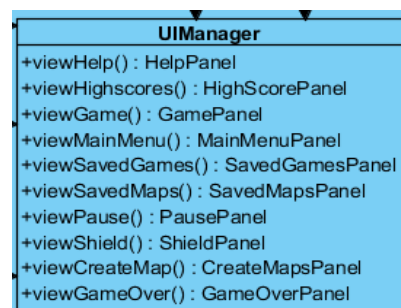 UIManager
+viewHelp() : HelpPanel
+viewHighscores() : HighScorePanel
+viewGame() : GamePanel
+viewMainMenu() : MainMenuPanel
+viewSavedGames() : SavedGamesPanel
+viewSavedMaps() : SavedMapsPanel
+viewPause() : PausePanel
+viewShield() : ShieldPanel
+viewCreateMap() : CreateMapsPanel
+viewGameOver() : GameOverPanel